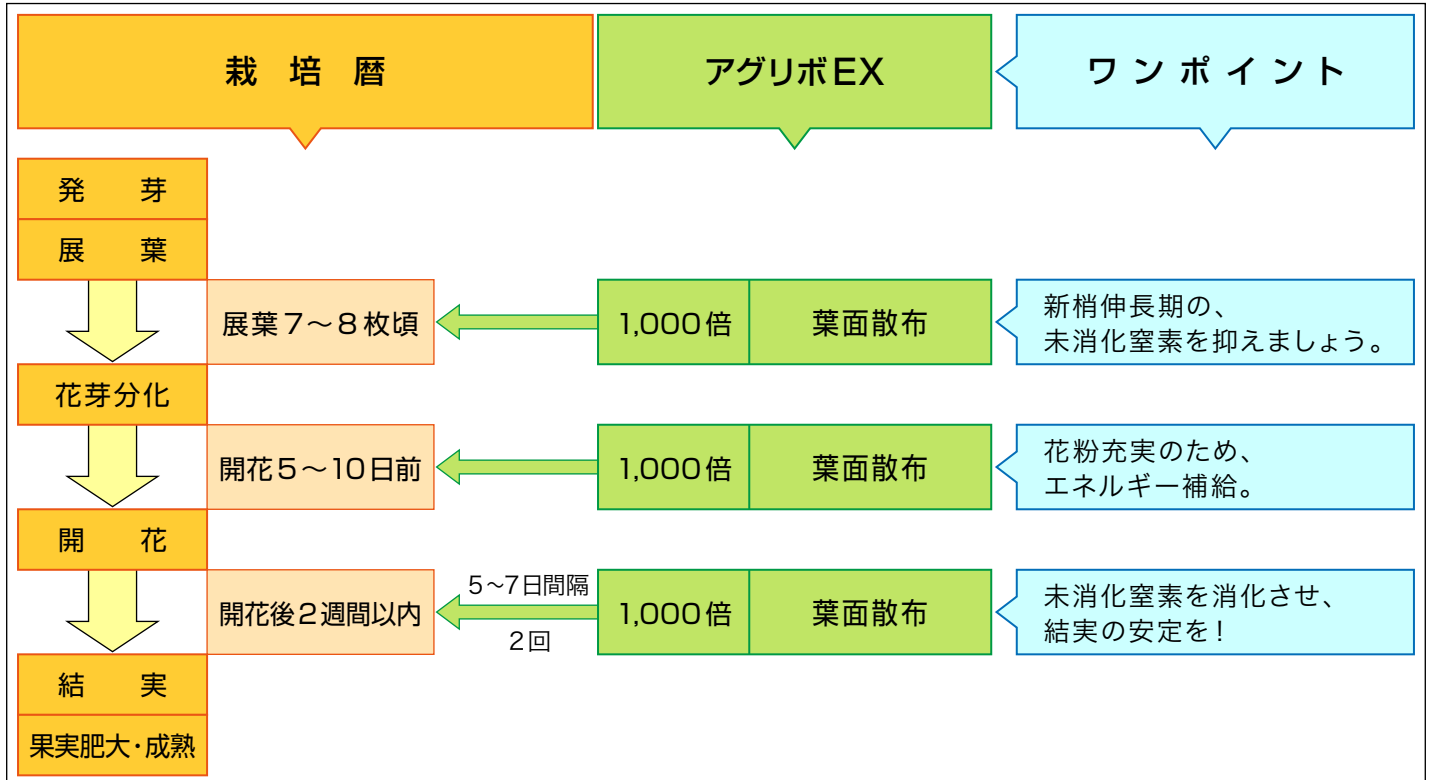 栽培暦
アグリボEX
ワンポイント
発芽
展葉
展葉7～8枚頃
1,000倍
葉面散布
新梢伸長期の、
未消化窒素を抑えましょう。
花芽分化
開花5～10日前
1,000倍
葉面散布
花粉充実のため、
エネルギー補給。
開花
開花後2週間以内
5～7日間隔
2回
1,000倍
葉面散布
未消化窒素を消化させ、
結実の安定を！
結実
果実肥大・成熟